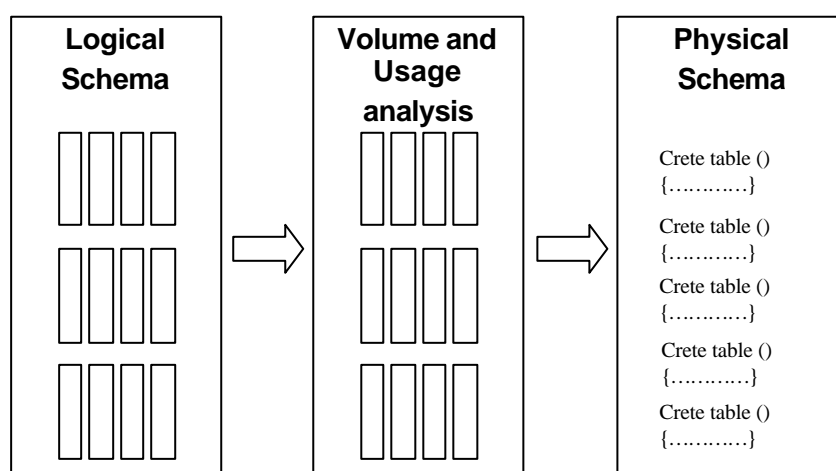 Logical
Schema
Volume and
Usage
analysis
Physical
Schema
Crete table ()
{…………}
Crete table ()
{…………}
Crete table ()
{…………}
Crete table ()
{…………}
Crete table ()
{…………}